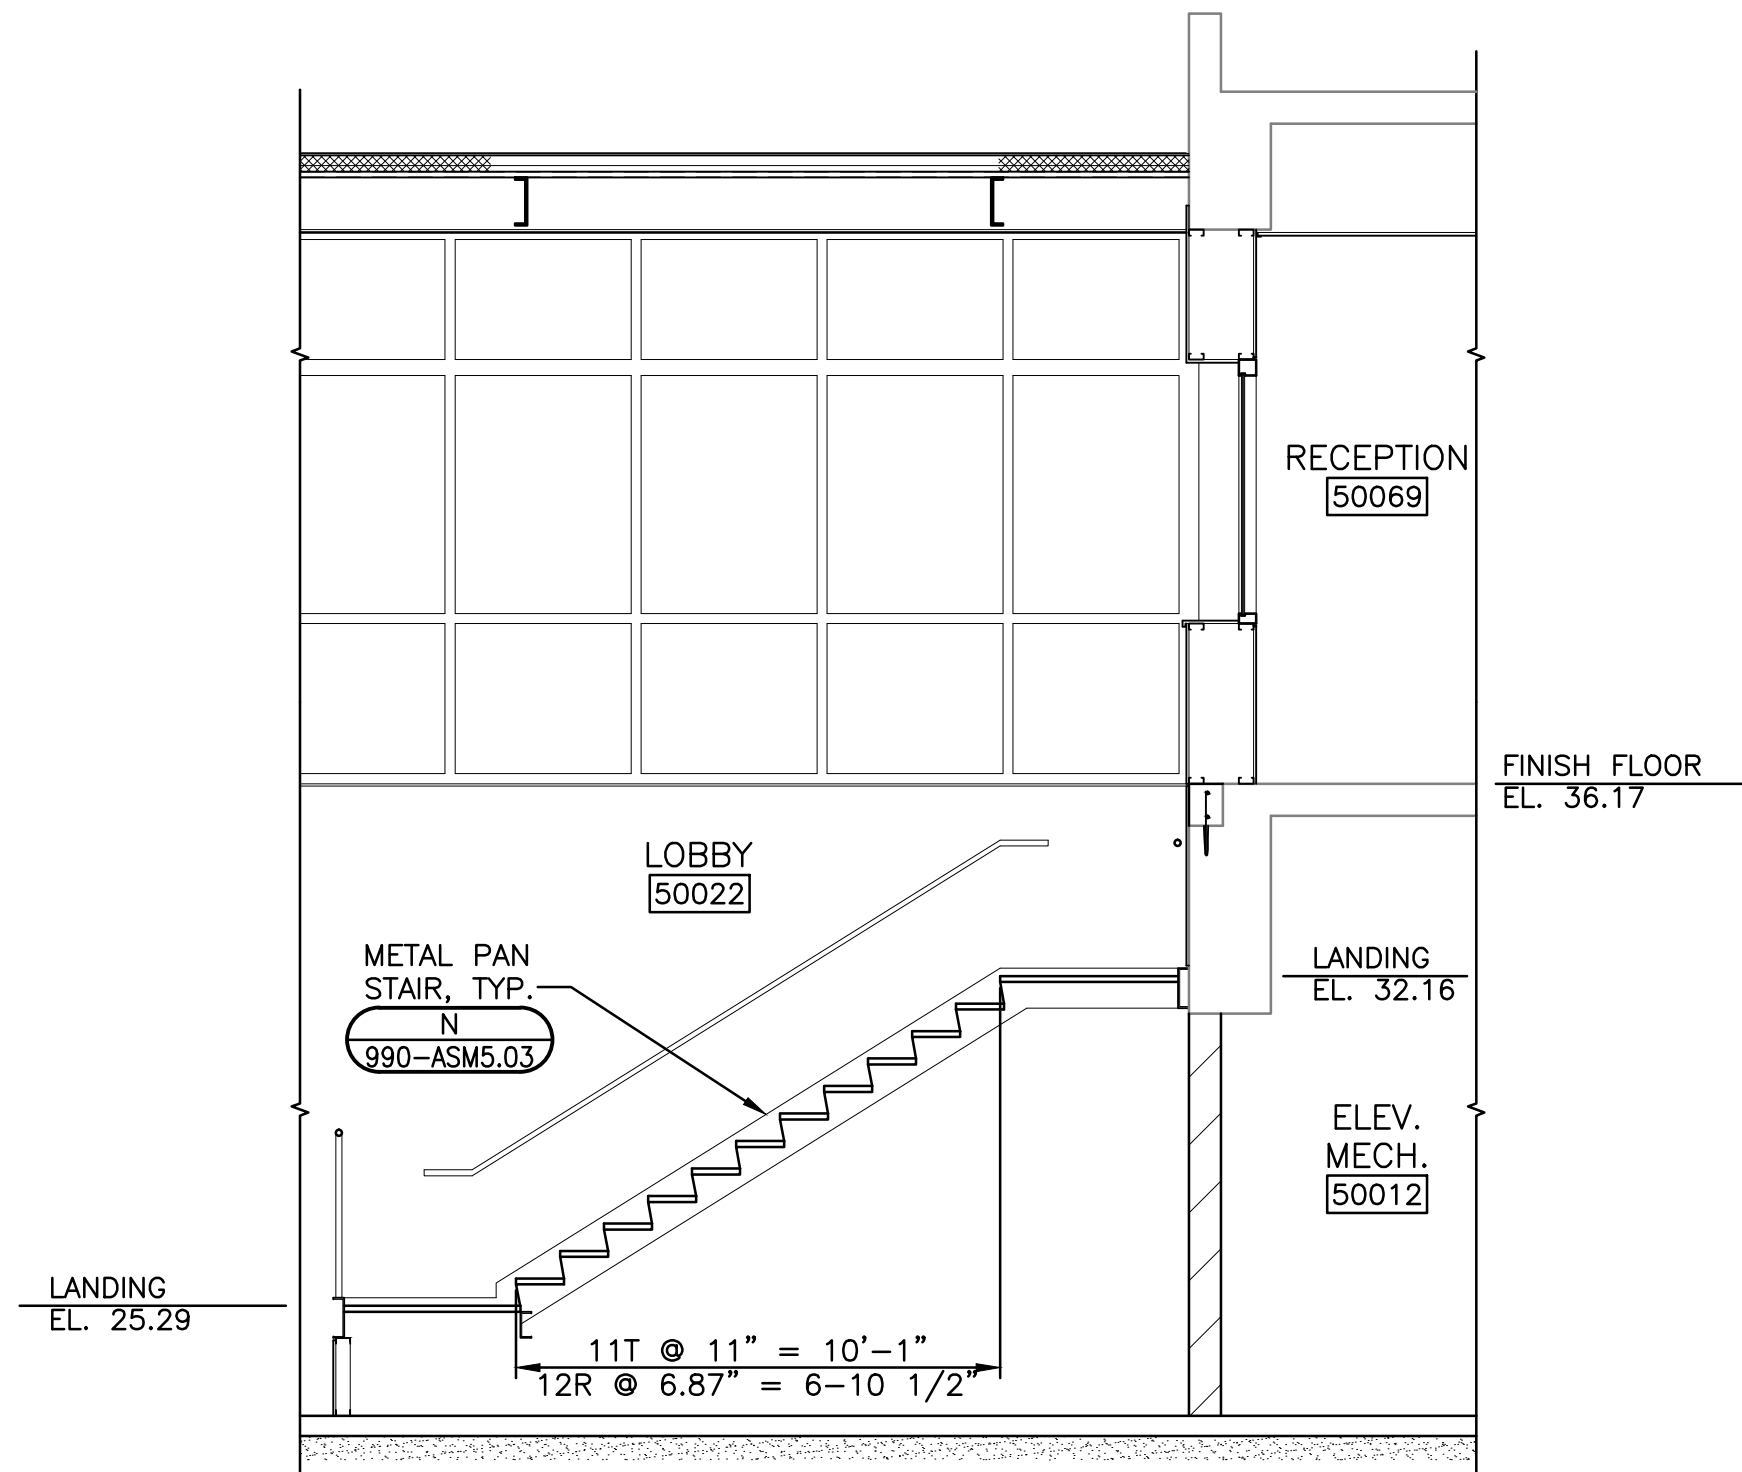 RECEPTION
50069
FINISH FLOOR
EL. 36.17
LOBBY
50022
METAL PAN
STAIR, TYP.
N
990-ASM5.03
LANDING
EL. 32.16
ELEV.
MECH.
50012
LANDING
EL. 25.29
11T @ 11" = 10'-1"
12R @ 6.87" = 6-10 1/2"